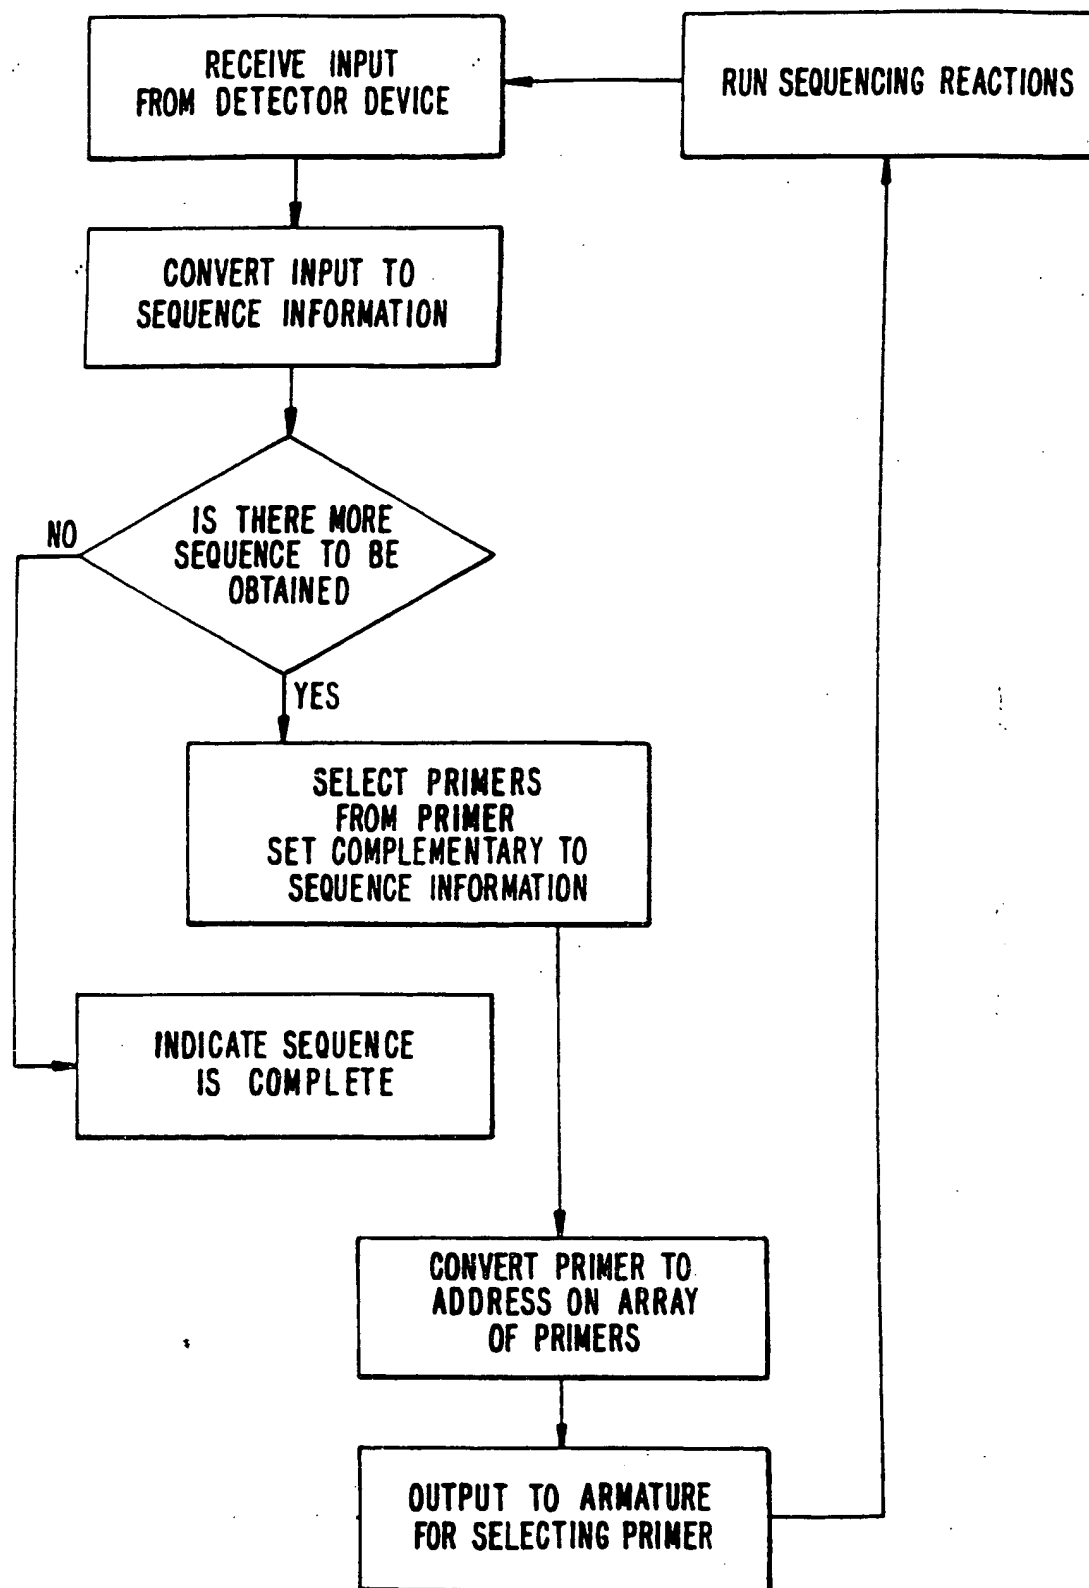 RECEIVE INPUT
FROM DETECTOR DEVICE
RUN SEQUENCING REACTIONS
CONVERT INPUT TO
SEQUENCE INFORMATION
IS THERE MORE
SEQUENCE TO BE
OBTAINED
NO
YES
SELECT PRIMERS
FROM PRIMER
SET COMPLEMENTARY TO
SEQUENCE INFORMATION
INDICATE SEQUENCE
IS COMPLETE
CONVERT PRIMER TO
ADDRESS ON ARRAY
OF PRIMERS
OUTPUT TO ARMATURE
FOR SELECTING PRIMER